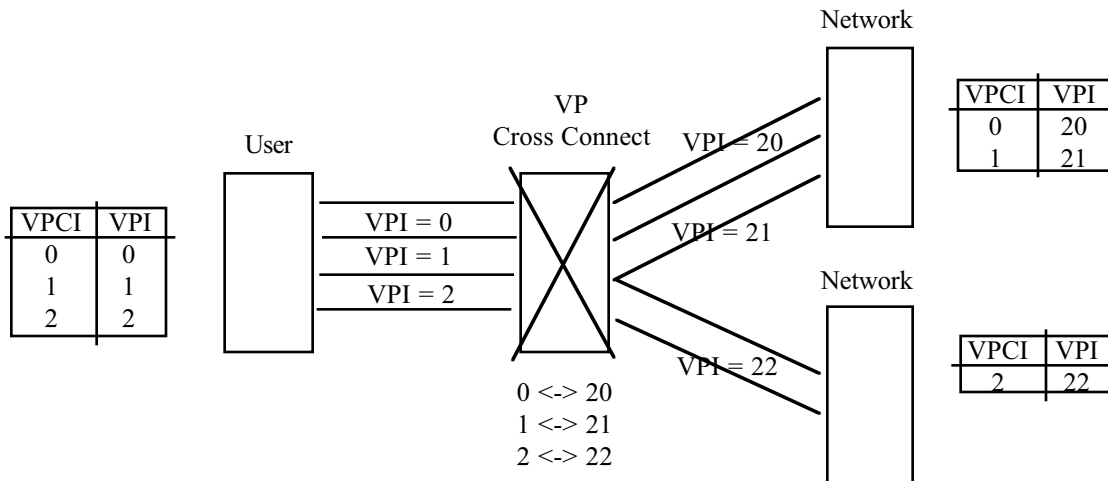 Network
VPCI VPI
0 20
1 21
VP
Cross Connect
VPI = 20
User
VPCI VPI
0 0
1 1
2 2
VPI = 0
VPI = 1
VPI = 2
VPI = 21
Network
VPI = 22
VPCI VPI
2 22
0 <-> 20
1 <-> 21
2 <-> 22